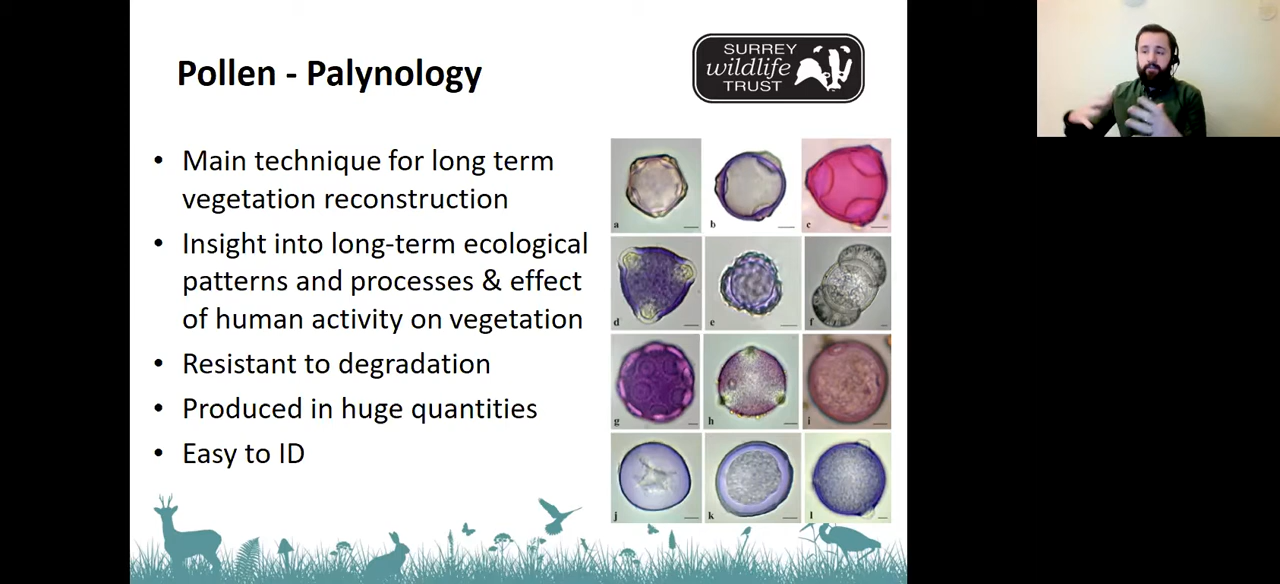 Pollen - Palynology
SURREY
wildlife
TRUST
• Main technique for long term
vegetation reconstruction
• Insight into long-term ecological
patterns and processes & effect
of human activity on vegetation
• Resistant to degradation
• Produced in huge quantities
• Easy to ID
a b c
d e f
g h i
j k l